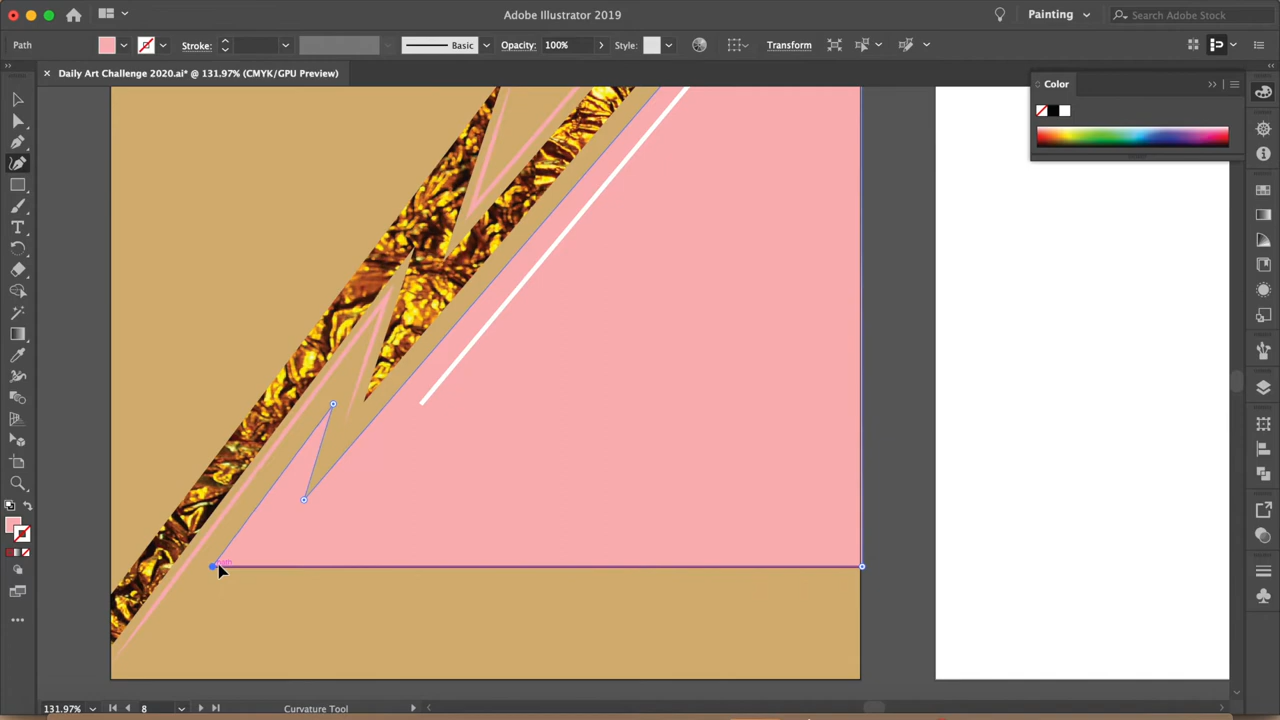 Adobe Illustrator 2019
Painting
Search Adobe Stock
Path
Stroke:
Basic
Opacity:
100%
Style:
Transform
× Daily Art Challenge 2020.ai* @ 131.97% (CMYK/GPU Preview)
Color
path
131.97%
8
Curvature Tool